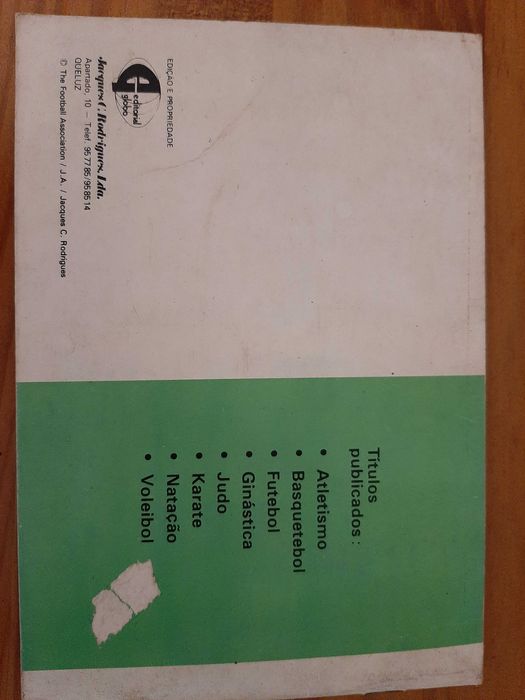 EDIÇÃO E PROPRIEDADE
editorial
globo
Jacques C. Rodrigues, Lda.
Apartado, 10 — Telef. 95 77 85/95 85 14
QUELUZ
© The Football Association / J.A. / Jacques C. Rodrigues
Títulos
publicados :
• Atletismo
• Basquetebol
• Futebol
• Ginástica
• Judo
• Karate
• Natação
• Voleibol